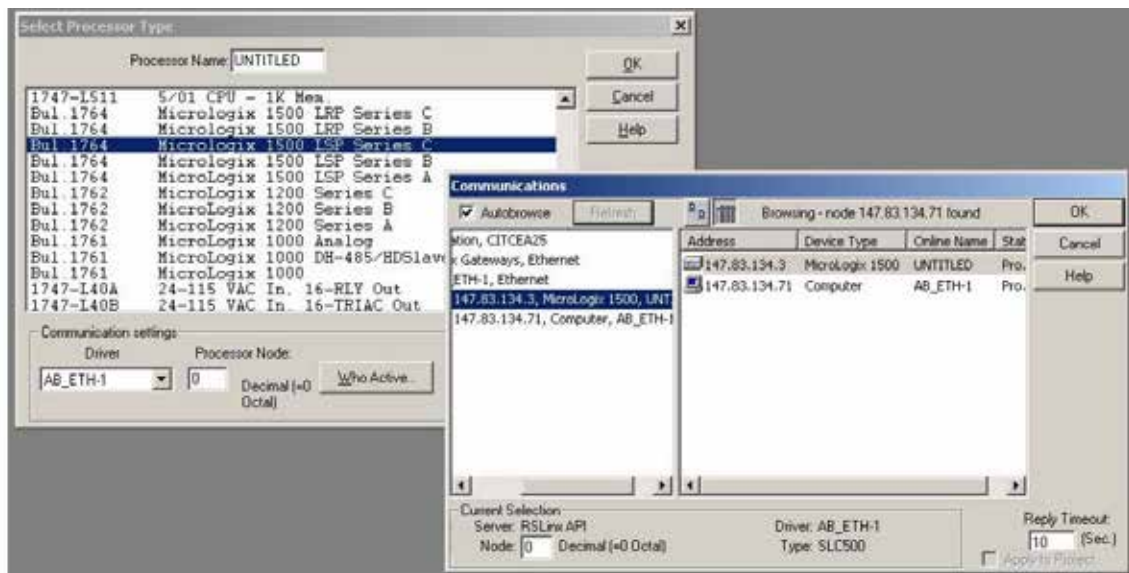 Select Processor Type
Processor Name: UNTITLED
OK
Cancel
Help
1747-L511 5/01 CPU - 1K Mem.
Bul.1764 Micrologix 1500 LRP Series C
Bul.1764 Micrologix 1500 LRP Series B
Bul.1764 Micrologix 1500 LSP Series C
Bul.1764 Micrologix 1500 LSP Series B
Bul.1764 Micrologix 1500 LSP Series A
Bul.1762 MicroLogix 1200 Series C
Bul.1762 MicroLogix 1200 Series B
Bul.1762 MicroLogix 1200 Series A
Bul.1761 MicroLogix 1000 Analog
Bul.1761 MicroLogix 1000 DH-485/HDSlave
Bul.1761 MicroLogix 1000
1747-L40A 24-115 VAC In, 16-RLY Out
1747-L40B 24-115 VAC In, 16-TRIAC Out
Communication settings
Driver
Processor Node:
AB_ETH-1
0
Decimal (=0
Octal)
Who Active...
Communications
Autobrowse
Refresh
Browsing - node 147.83.134.71 found
OK
Cancel
Help
ation, CITCEA25
x Gateways, Ethernet
ETH-1, Ethernet
147.83.134.3, MicroLogix 1500, UNT
147.83.134.71, Computer, AB_ETH-1
Address Device Type Online Name Stat
147.83.134.3 MicroLogix 1500 UNTITLED Pro.
147.83.134.71 Computer AB_ETH-1 Pro.
Current Selection
Server: RSLinx API
Driver: AB_ETH-1
Node: 0 Decimal (=0 Octal)
Type: SLC500
Reply Timeout:
10 (Sec.)
Apply to Project